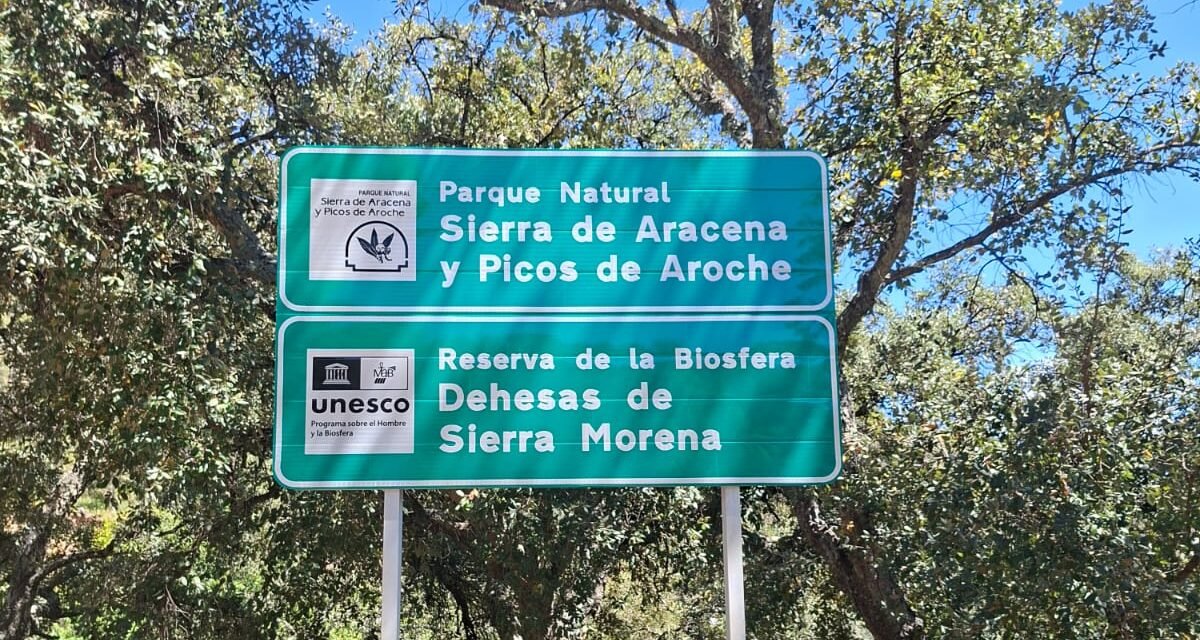 PARQUE NATURAL
Sierra de Aracena
y Picos de Aroche
Parque Natural
Sierra de Aracena
y Picos de Aroche
MaB
unesco
Programa sobre el Hombre
y la Biosfera
Reserva de la Biosfera
Dehesas de
Sierra Morena